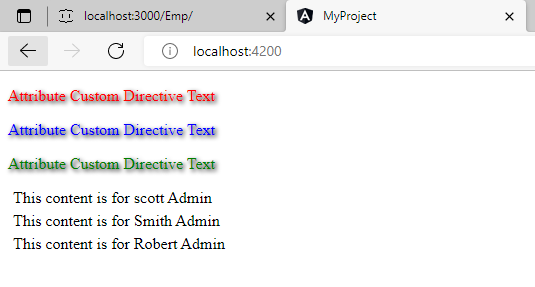 localhost:3000/Emp/
MyProject
localhost:4200
Attribute Custom Directive Text
Attribute Custom Directive Text
Attribute Custom Directive Text
This content is for scott Admin
This content is for Smith Admin
This content is for Robert Admin